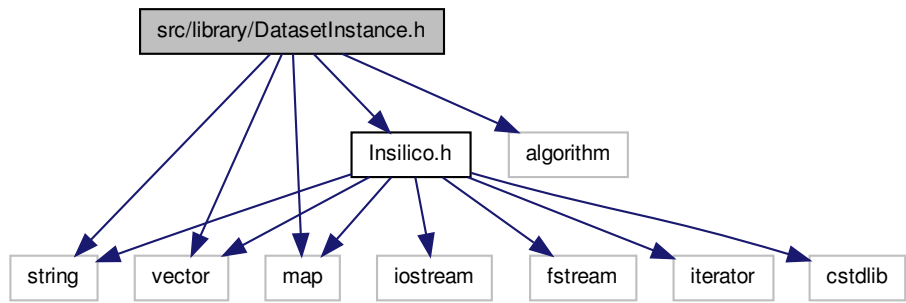 src/library/DatasetInstance.h
Insilico.h
algorithm
string
vector
map
iostream
fstream
iterator
cstdlib